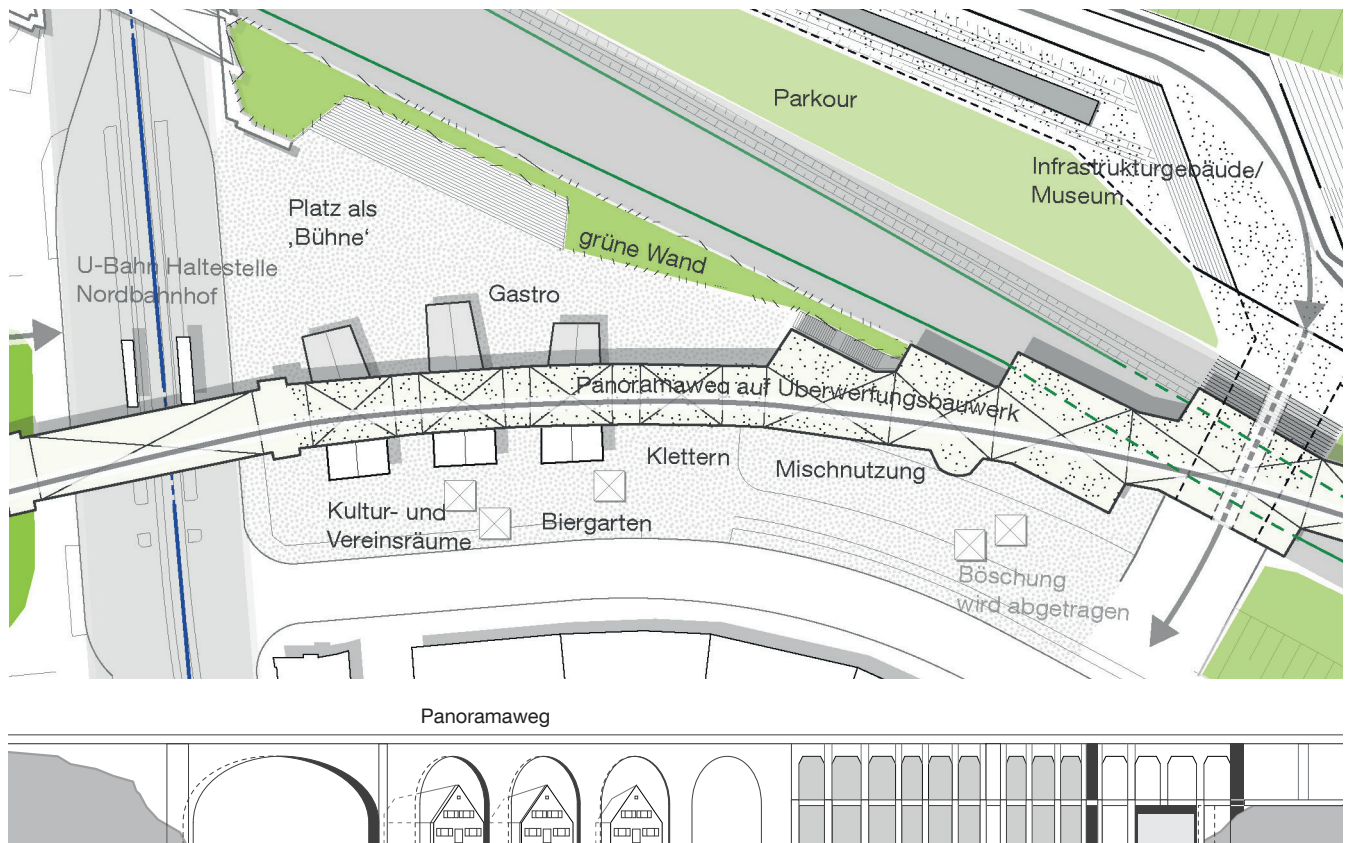 Parkour
Infrastrukturgebäude/
Museum
Platz als
‚Bühne‘
grüne Wand
U-Bahn Haltestelle
Nordbahnhof
Gastro
Panoramaweg auf Überwerfungsbauwerk
Klettern
Mischnutzung
Kultur- und
Vereinsräume
Biergarten
Böschung
wird abgetragen
Panoramaweg